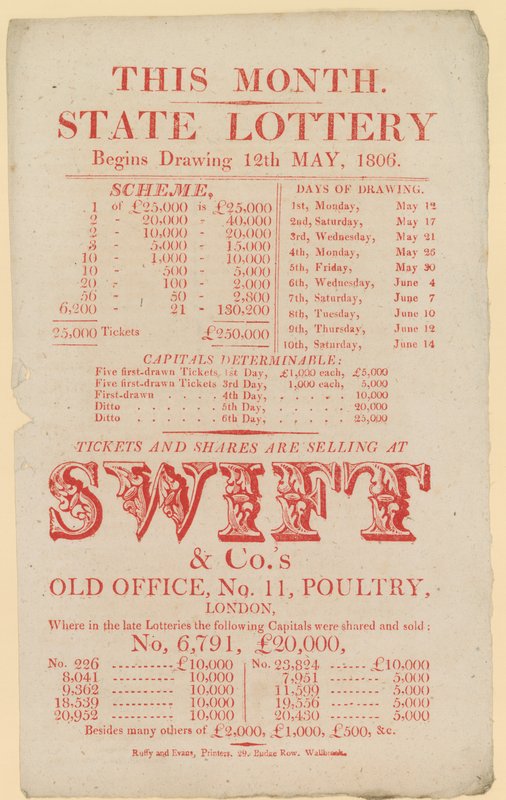 THIS MONTH.
STATE LOTTERY
Begins Drawing 12th MAY, 1806.
SCHEME,
1 of £25,000 is £25,000
2 - 20,000 - 40,000
2 - 10,000 - 20,000
3 - 5,000 - 15,000
10 - 1,000 - 10,000
10 - 500 - 5,000
20 - 100 - 2,000
56 - 50 - 2,800
6,200 - 21 - 130,200
25,000 Tickets £250,000
DAYS OF DRAWING.
1st, Monday, May 12
2nd, Saturday, May 17
3rd, Wednesday, May 21
4th, Monday, May 26
5th, Friday, May 30
6th, Wednesday, June 4
7th, Saturday, June 7
8th, Tuesday, June 10
9th, Thursday, June 12
10th, Saturday, June 14
CAPITALS DETERMINABLE:
Five first-drawn Tickets, 1st Day, £1,000 each, £5,000
Five first-drawn Tickets 3rd Day, 1,000 each, 5,000
First-drawn . . . . . 4th Day, . . . . . . 10,000
Ditto . . . . . . 5th Day, . . . . . . 20,000
Ditto . . . . . . 6th Day, . . . . . . 25,000
TICKETS AND SHARES ARE SELLING AT
SWIFT
& Co.'s
OLD OFFICE, No. 11, POULTRY,
LONDON,
Where in the late Lotteries the following Capitals were shared and sold:
No, 6,791, £20,000,
No. 226 ---------- £10,000
8,041 ---------- 10,000
9,362 ---------- 10,000
18,539 ---------- 10,000
20,952 ---------- 10,000
No. 23,824 ------ £10,000
7,951 ------ 5,000
11,599 ------ 5,000
19,556 ------ 5,000
20,430 ------ 5,000
Besides many others of £2,000, £1,000, £500, &c.
Ruffy and Evans, Printers. 29, Budge Row. Wallbrook.